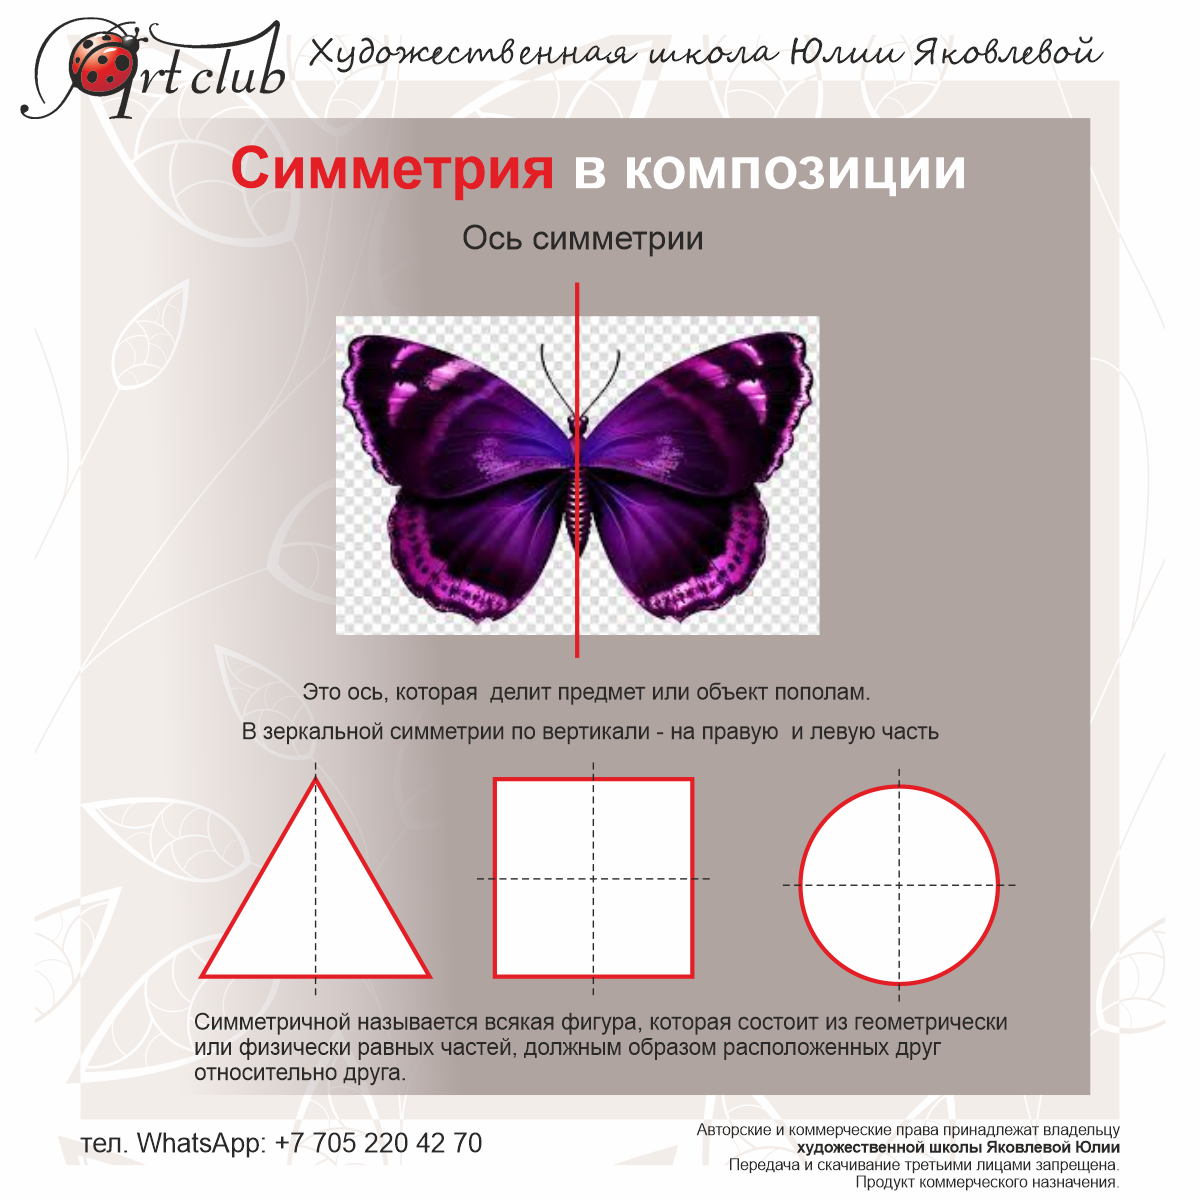 Art club
Художественная школа Юлии Яковлевой
Симметрия в композиции
Ось симметрии
Это ось, которая делит предмет или объект пополам.
В зеркальной симметрии по вертикали - на правую и левую часть
Симметричной называется всякая фигура, которая состоит из геометрически
или физически равных частей, должным образом расположенных друг
относительно друга.
тел. WhatsApp: +7 705 220 42 70
Авторские и коммерческие права принадлежат владельцу
художественной школы Яковлевой Юлии
Передача и скачивание третьими лицами запрещена.
Продукт коммерческого назначения.